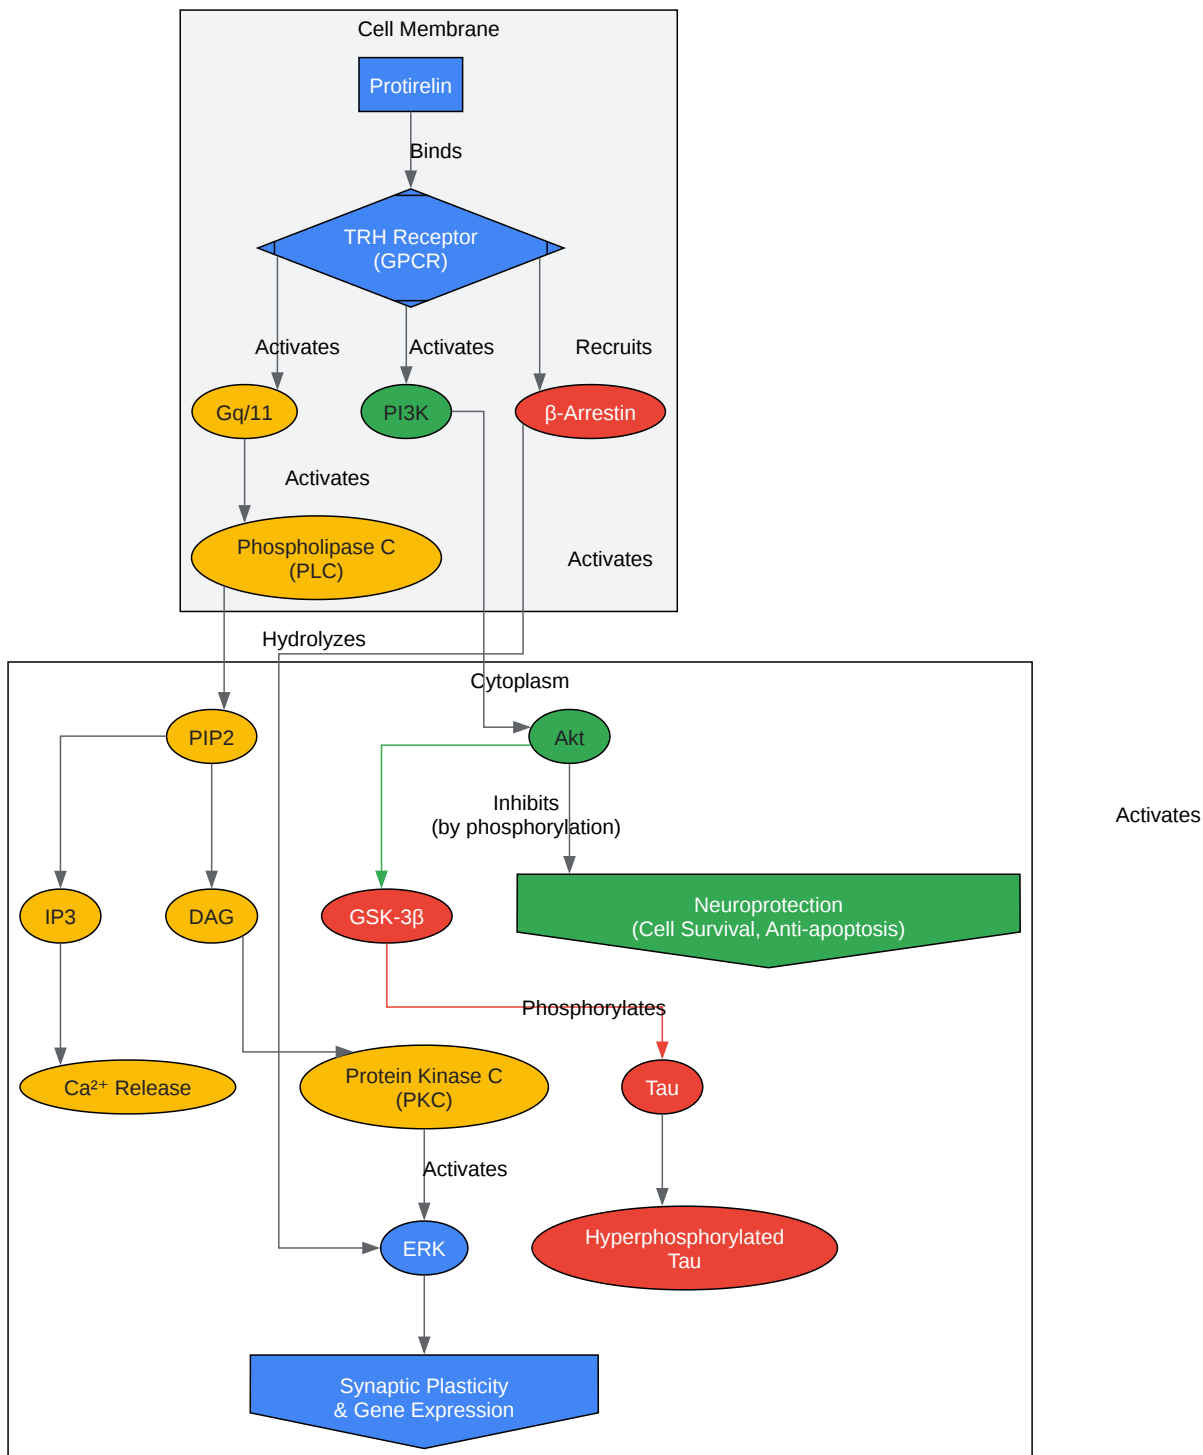 Cell Membrane
Protirelin
Binds
TRH Receptor
(GPCR)
Activates
Activates
Recruits
Gq/11
PI3K
β-Arrestin
Activates
Phospholipase C
(PLC)
Activates
Hydrolyzes
Cytoplasm
PIP2
Akt
Inhibits
(by phosphorylation)
Activates
IP3
DAG
GSK-3β
Neuroprotection
(Cell Survival, Anti-apoptosis)
Phosphorylates
Ca²⁺ Release
Protein Kinase C
(PKC)
Tau
Activates
ERK
Hyperphosphorylated
Tau
Synaptic Plasticity
& Gene Expression